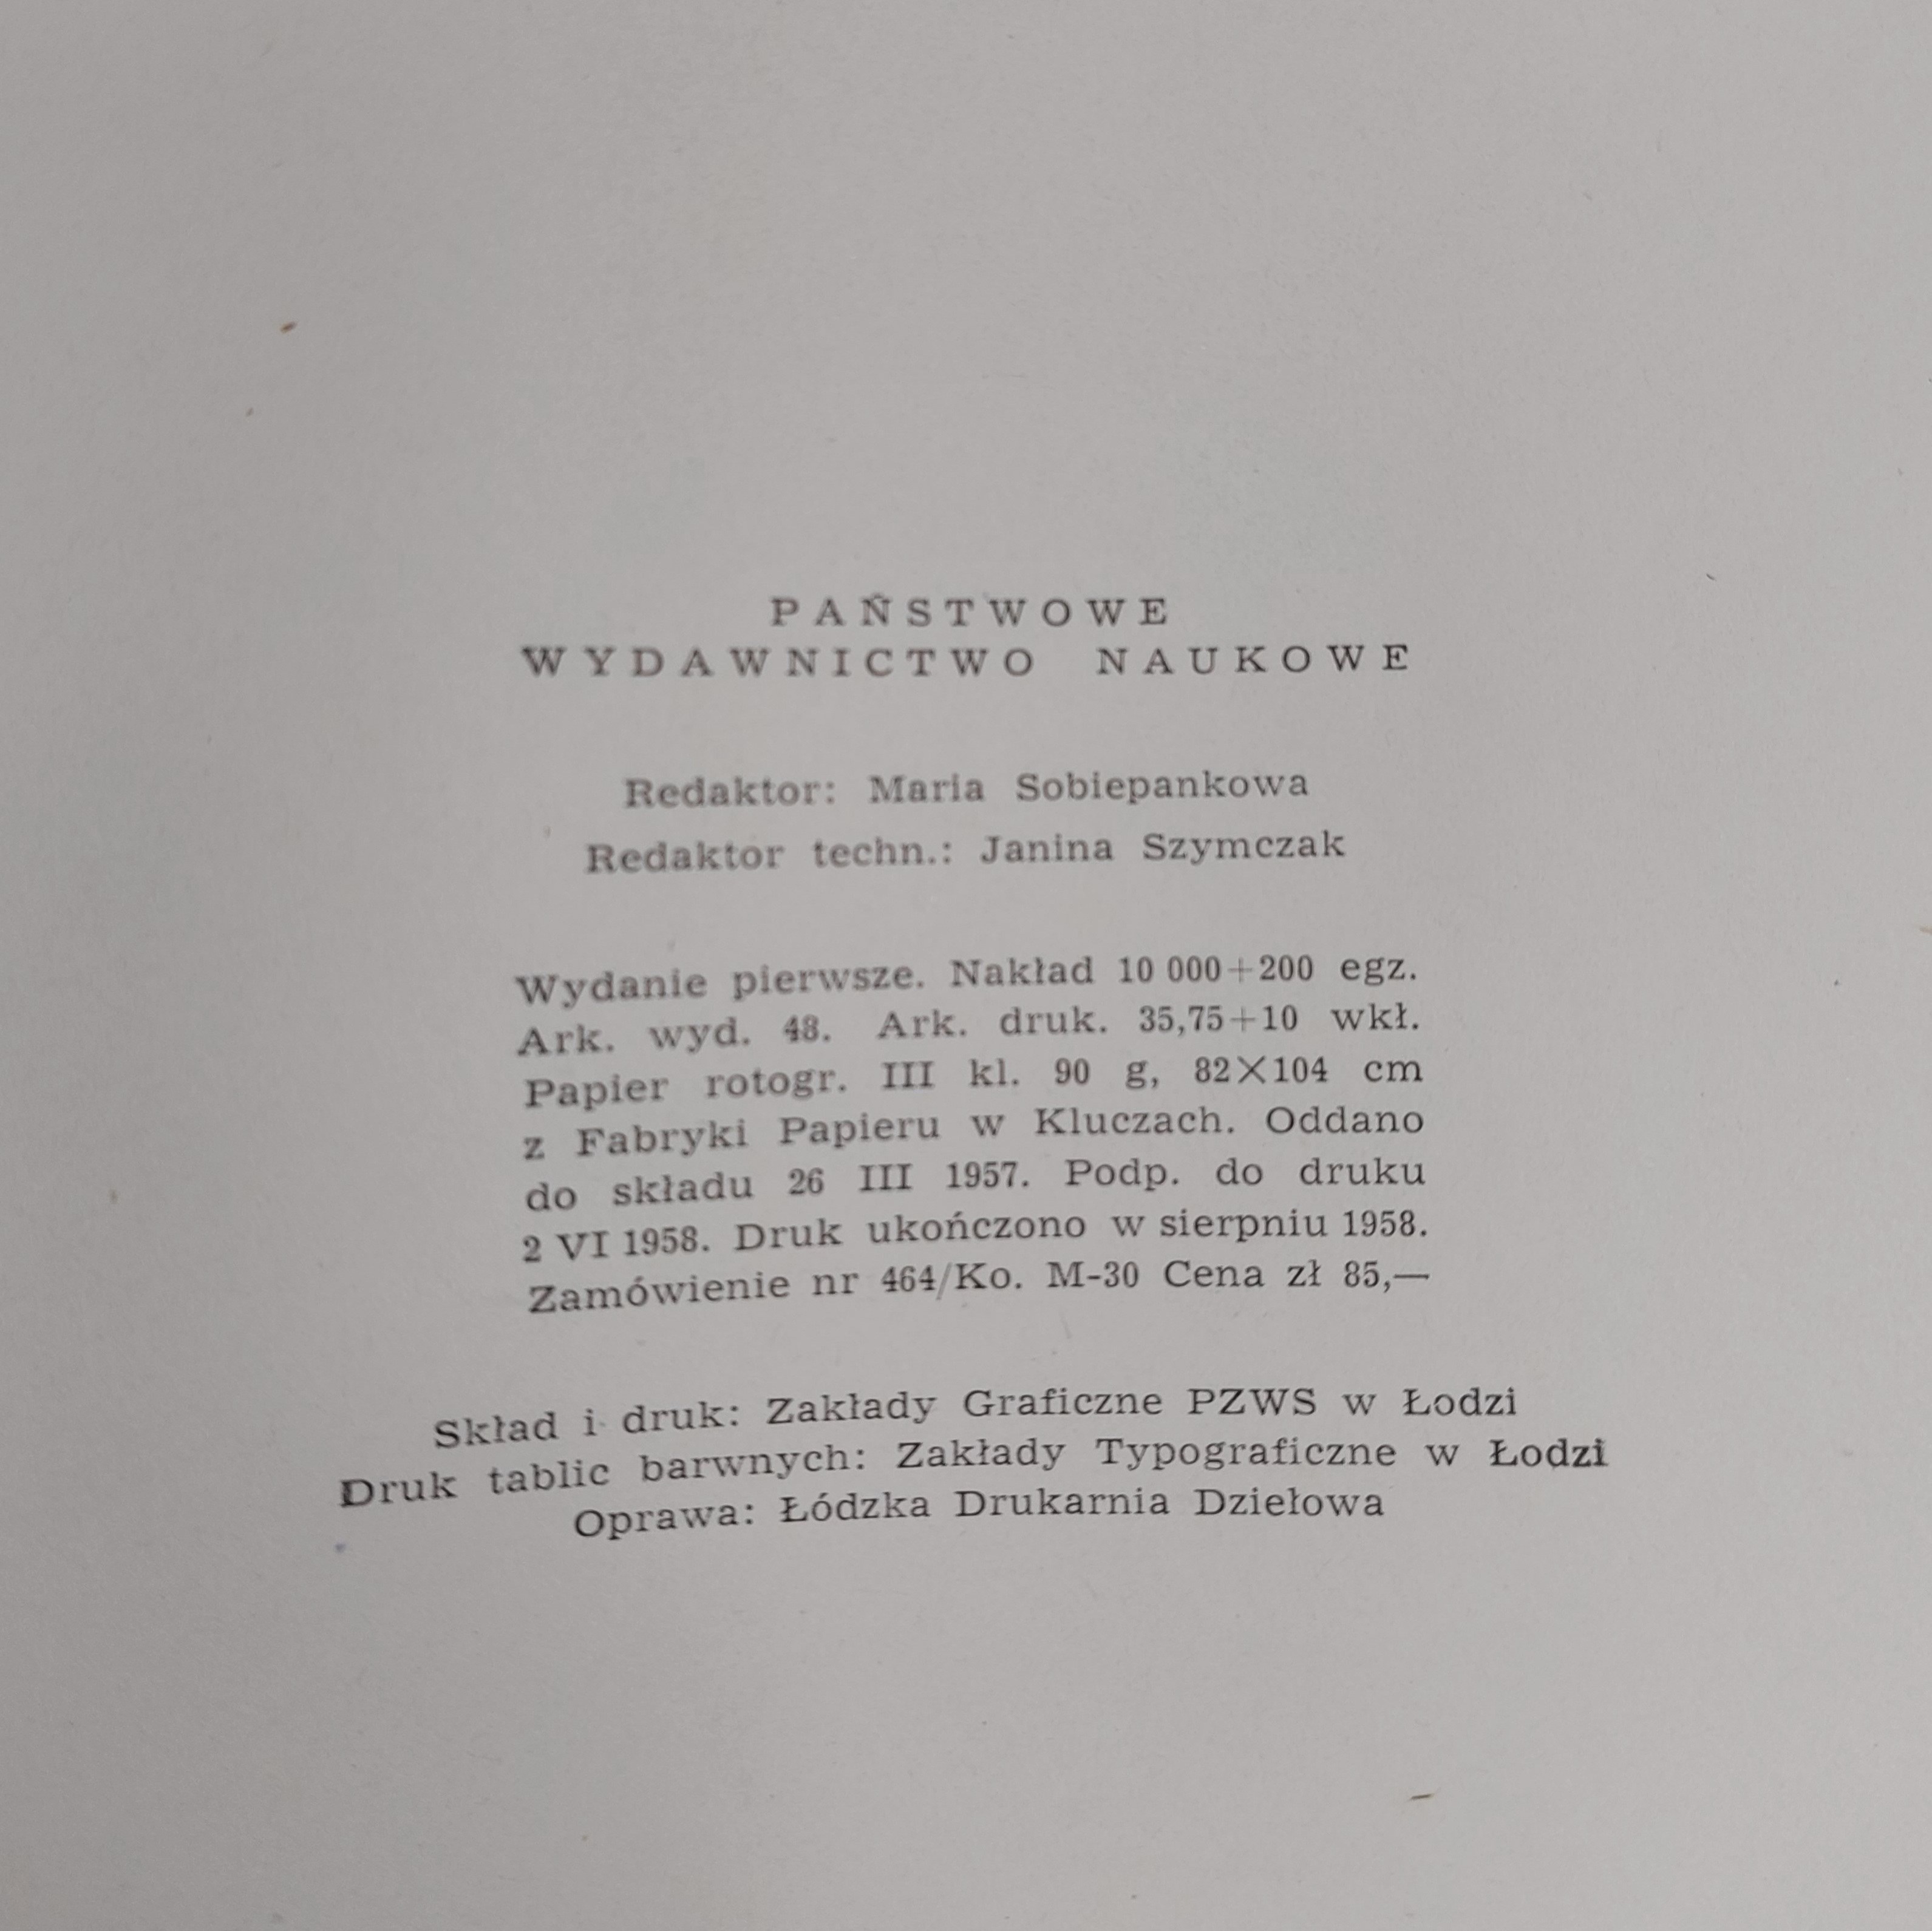 PAŃSTWOWE
WYDAWNICTWO NAUKOWE
Redaktor: Maria Sobiepankowa
Redaktor techn.: Janina Szymczak
Wydanie pierwsze. Nakład 10 000+200 egz.
Ark. wyd. 48. Ark. druk. 35,75+10 wkł.
Papier rotogr. III kl. 90 g, 82×104 cm
z Fabryki Papieru w Kluczach. Oddano
do składu 26 III 1957. Podp. do druku
2 VI 1958. Druk ukończono w sierpniu 1958.
Zamówienie nr 464/Ko. M-30 Cena zł 85,—
Skład i druk: Zakłady Graficzne PZWS w Łodzi
Druk tablic barwnych: Zakłady Typograficzne w Łodzi
Oprawa: Łódzka Drukarnia Dziełowa